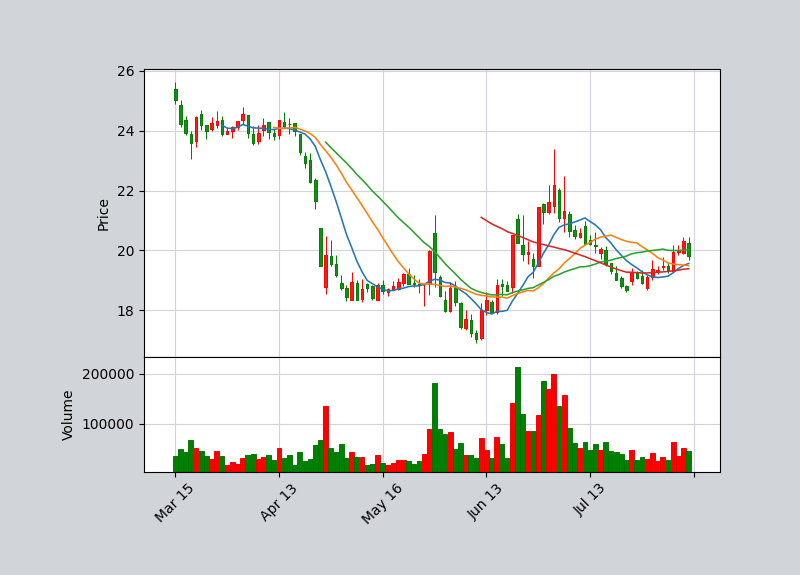 26
24
22
20
18
Price
200000
100000
Volume
Mar 15
Apr 13
May 16
Jun 13
Jul 13